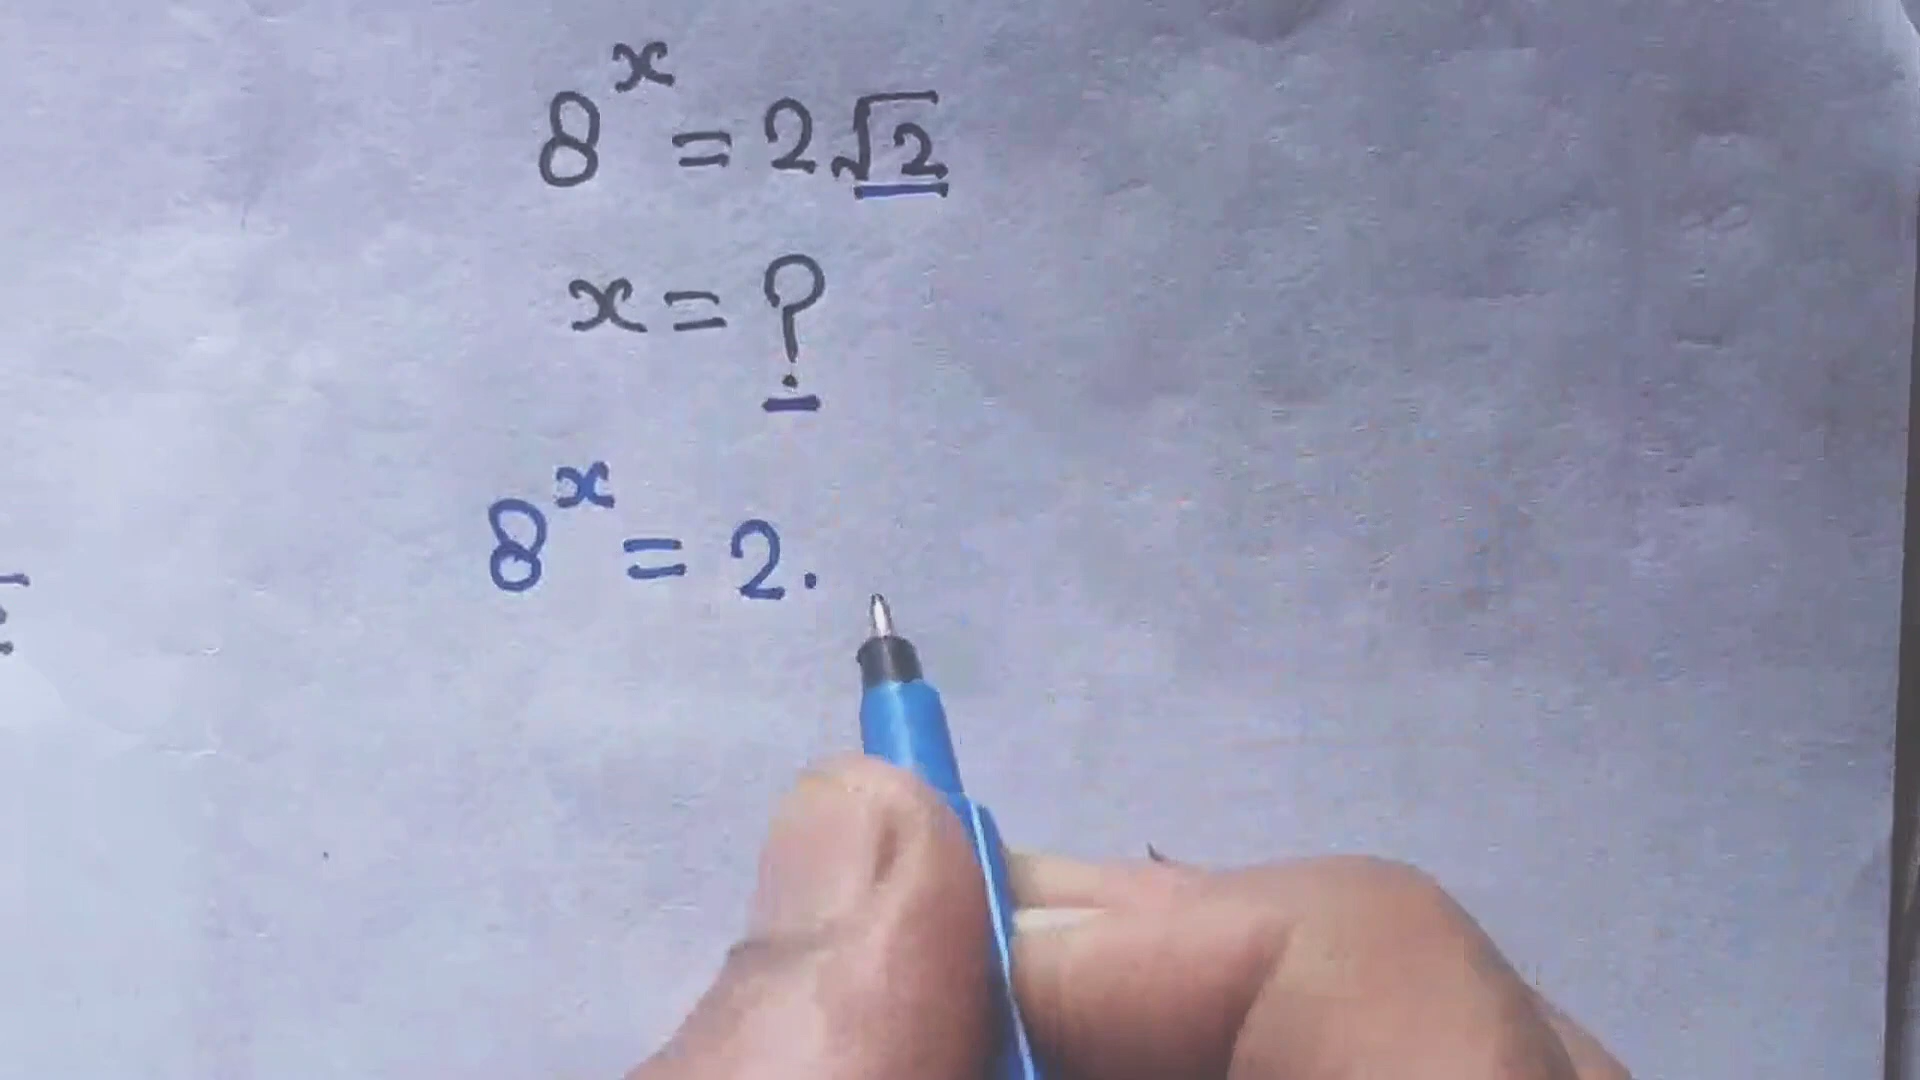 8^x = 2√2
x = ?
8^x = 2.